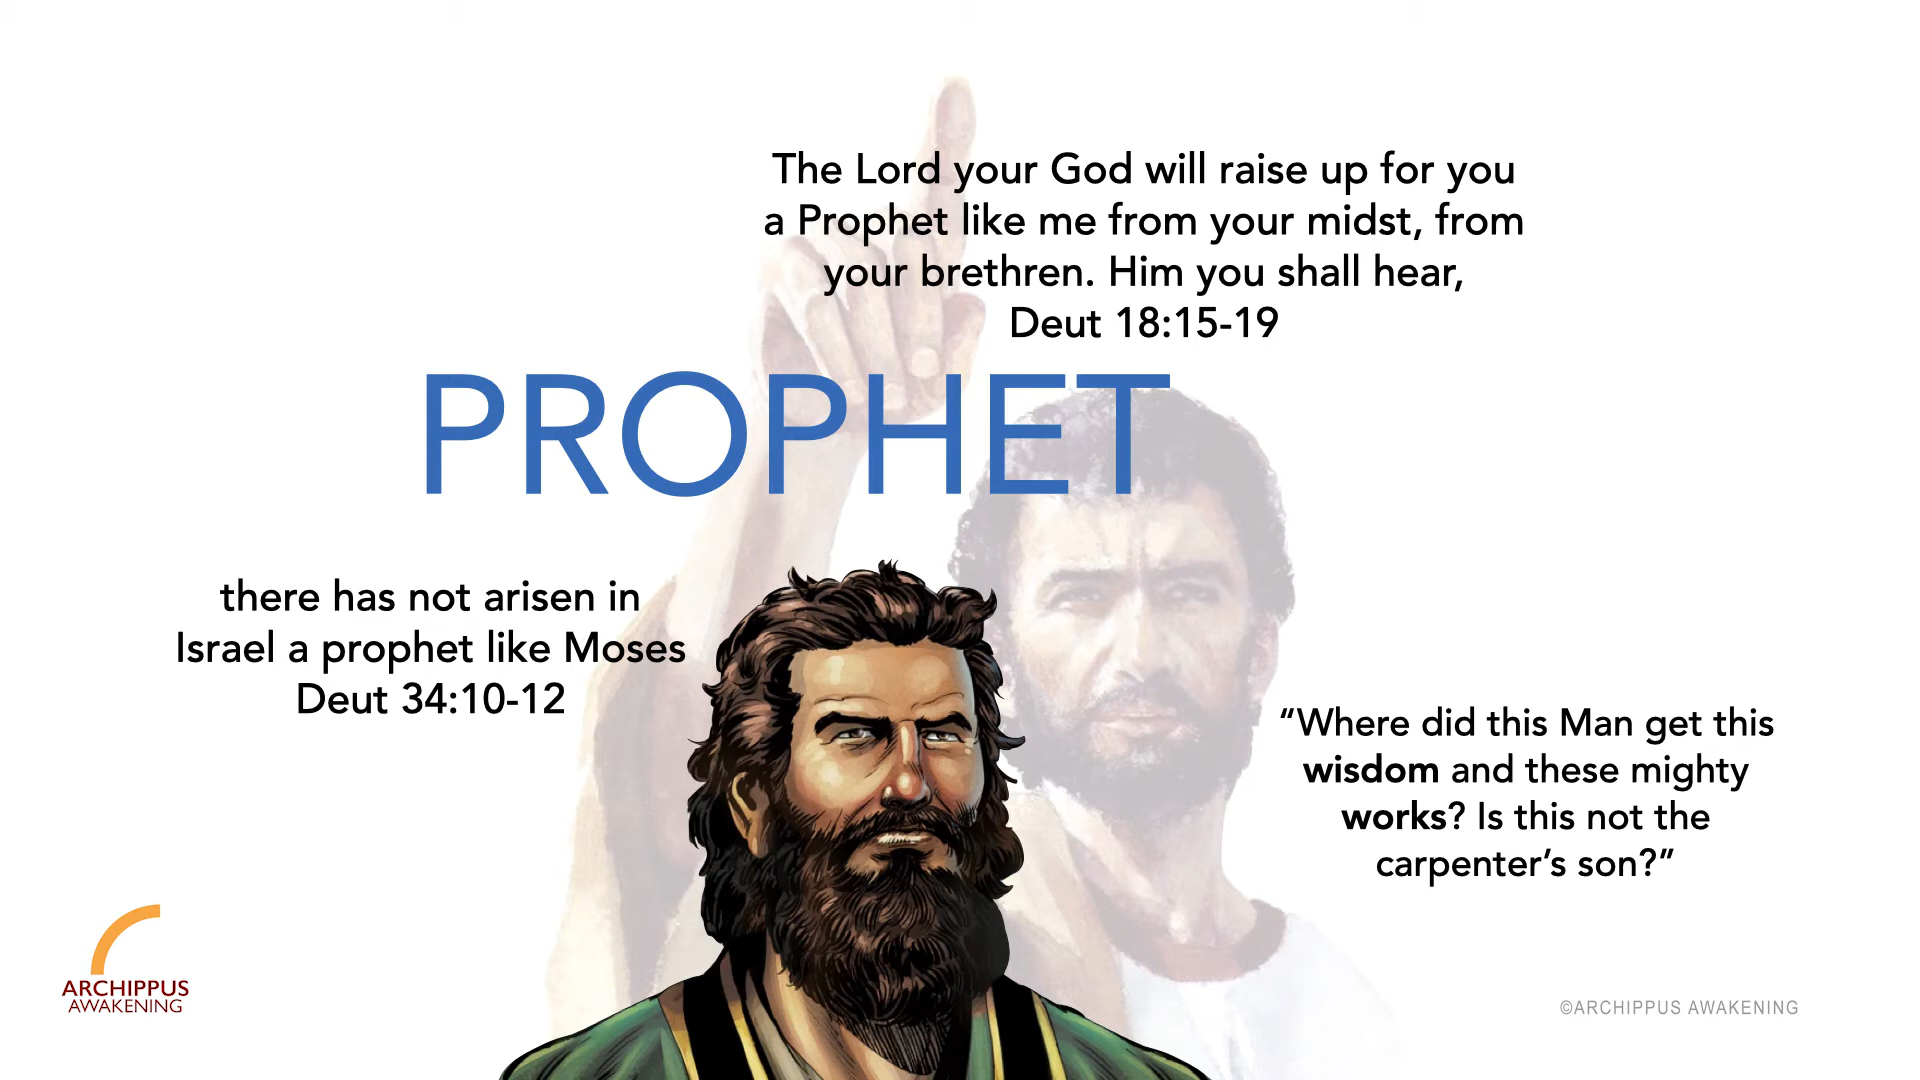 The Lord your God will raise up for you
a Prophet like me from your midst, from
your brethren. Him you shall hear,
Deut 18:15-19
PROPHET
there has not arisen in
Israel a prophet like Moses
Deut 34:10-12
“Where did this Man get this
wisdom and these mighty
works? Is this not the
carpenter’s son?”
ARCHIPPUS
AWAKENING
©ARCHIPPUS AWAKENING